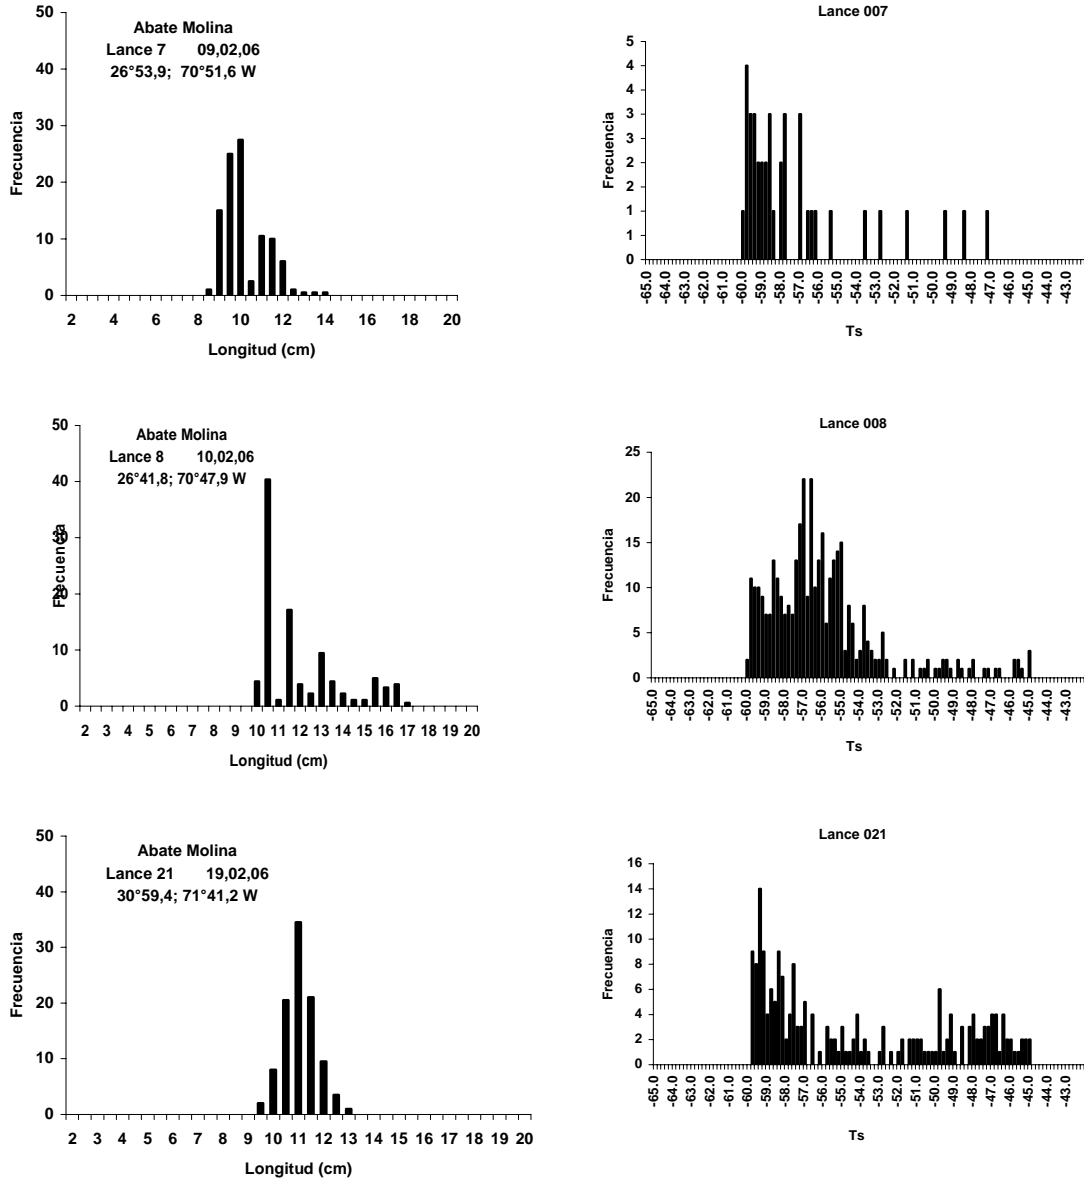 Abate Molina
Lance 7 09,02,06
26°53,9; 70°51,6 W
50
40
30
20
10
0
Frecuencia
2 4 6 8 10 12 14 16 18 20
Longitud (cm)
Lance 007
5
4
4
3
3
2
2
1
1
0
Frecuencia
-65.0 -64.0 -63.0 -62.0 -61.0 -60.0 -59.0 -58.0 -57.0 -56.0 -55.0 -54.0 -53.0 -52.0 -51.0 -50.0 -49.0 -48.0 -47.0 -46.0 -45.0 -44.0 -43.0
Ts
Abate Molina
Lance 8 10,02,06
26°41,8; 70°47,9 W
50
40
30
20
10
0
Frecuencia
2 3 4 5 6 7 8 9 10 11 12 13 14 15 16 17 18 19 20
Longitud (cm)
Lance 008
25
20
15
10
5
0
Frecuencia
-65.0 -64.0 -63.0 -62.0 -61.0 -60.0 -59.0 -58.0 -57.0 -56.0 -55.0 -54.0 -53.0 -52.0 -51.0 -50.0 -49.0 -48.0 -47.0 -46.0 -45.0 -44.0 -43.0
Ts
Abate Molina
Lance 21 19,02,06
30°59,4; 71°41,2 W
50
40
30
20
10
0
Frecuencia
2 3 4 5 6 7 8 9 10 11 12 13 14 15 16 17 18 19 20
Longitud (cm)
Lance 021
16
14
12
10
8
6
4
2
0
Frecuencia
-65.0 -64.0 -63.0 -62.0 -61.0 -60.0 -59.0 -58.0 -57.0 -56.0 -55.0 -54.0 -53.0 -52.0 -51.0 -50.0 -49.0 -48.0 -47.0 -46.0 -45.0 -44.0 -43.0
Ts